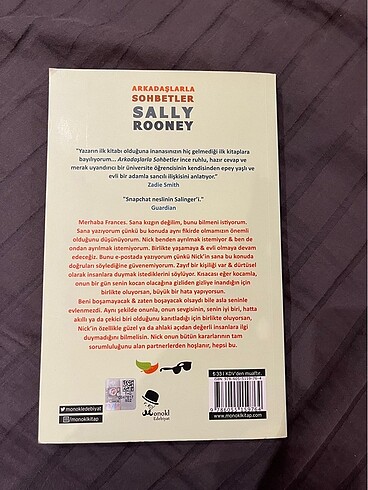 ARKADAŞLARLA
SOHBETLER
SALLY
ROONEY
"Yazarın ilk kitabı olduğuna inanasınızın hiç gelmediği ilk kitaplara
bayılıyorum... Arkadaşlarla Sohbetler ince ruhlu, hazır cevap ve
merak uyandırıcı bir üniversite öğrencisinin kendisinden epey yaşlı ve
evli bir adamla sancılı ilişkisini anlatıyor."
Zadie Smith
"Snapchat neslinin Salinger'i."
Guardian
Merhaba Frances. Sana kızgın değilim, bunu bilmeni istiyorum.
Sana yazıyorum çünkü bu konuda aynı fikirde olmamızın önemli
olduğunu düşünüyorum. Nick benden ayrılmak istemiyor & ben de
ondan ayrılmak istemiyorum. Birlikte yaşamaya & evli olmaya devam
edeceğiz. Bunu e-postada yazıyorum çünkü Nick'in sana bu konuda
doğruları söylediğine güvenemiyorum. Zayıf bir kişiliği var & dürtüsel
olarak insanlara duymak istediklerini söylüyor. Kısacası eğer kocamla,
onun bir gün senin kocan olacağına gizliden gizliye inandığın için
birlikte oluyorsan, büyük bir hata yapıyorsun.
Beni boşamayacak & zaten boşayacak olsaydı bile asla seninle
evlenmezdi. Aynı şekilde onunla, onun sevgisinin, senin iyi biri, hatta
akıllı ya da çekici biri olduğunu kanıtladığı için birlikte oluyorsan,
Nick'in özellikle güzel ya da ahlaki açıdan değerli insanlara ilgi
duymadığını bilmelisin. Nick onun bütün kararlarının tam
sorumluluğunu alan partnerlerden hoşlanır, hepsi bu.
monokledebiyat
/monoklkitap
Monokl
Edebiyat
6331 KDV'den muaftır.
monoklkitap.com